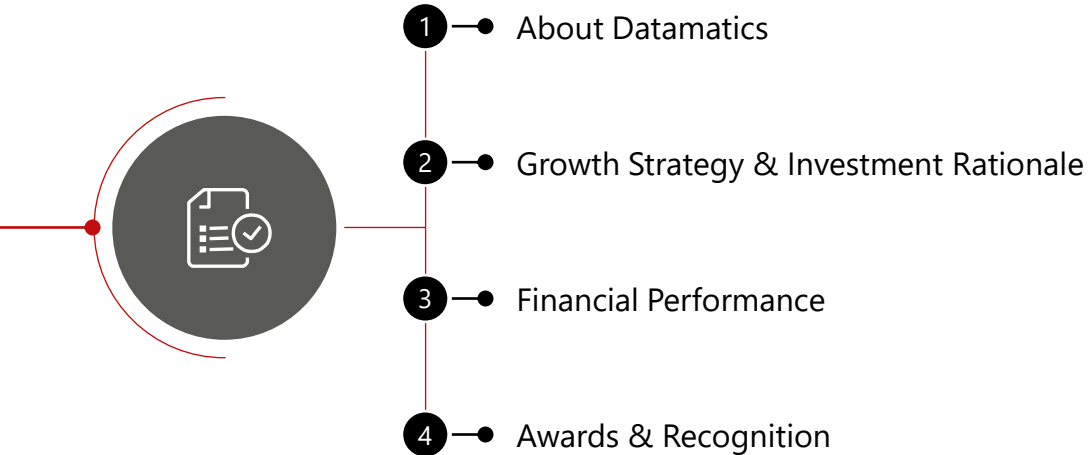 1 About Datamatics
2 Growth Strategy & Investment Rationale
3 Financial Performance
4 Awards & Recognition